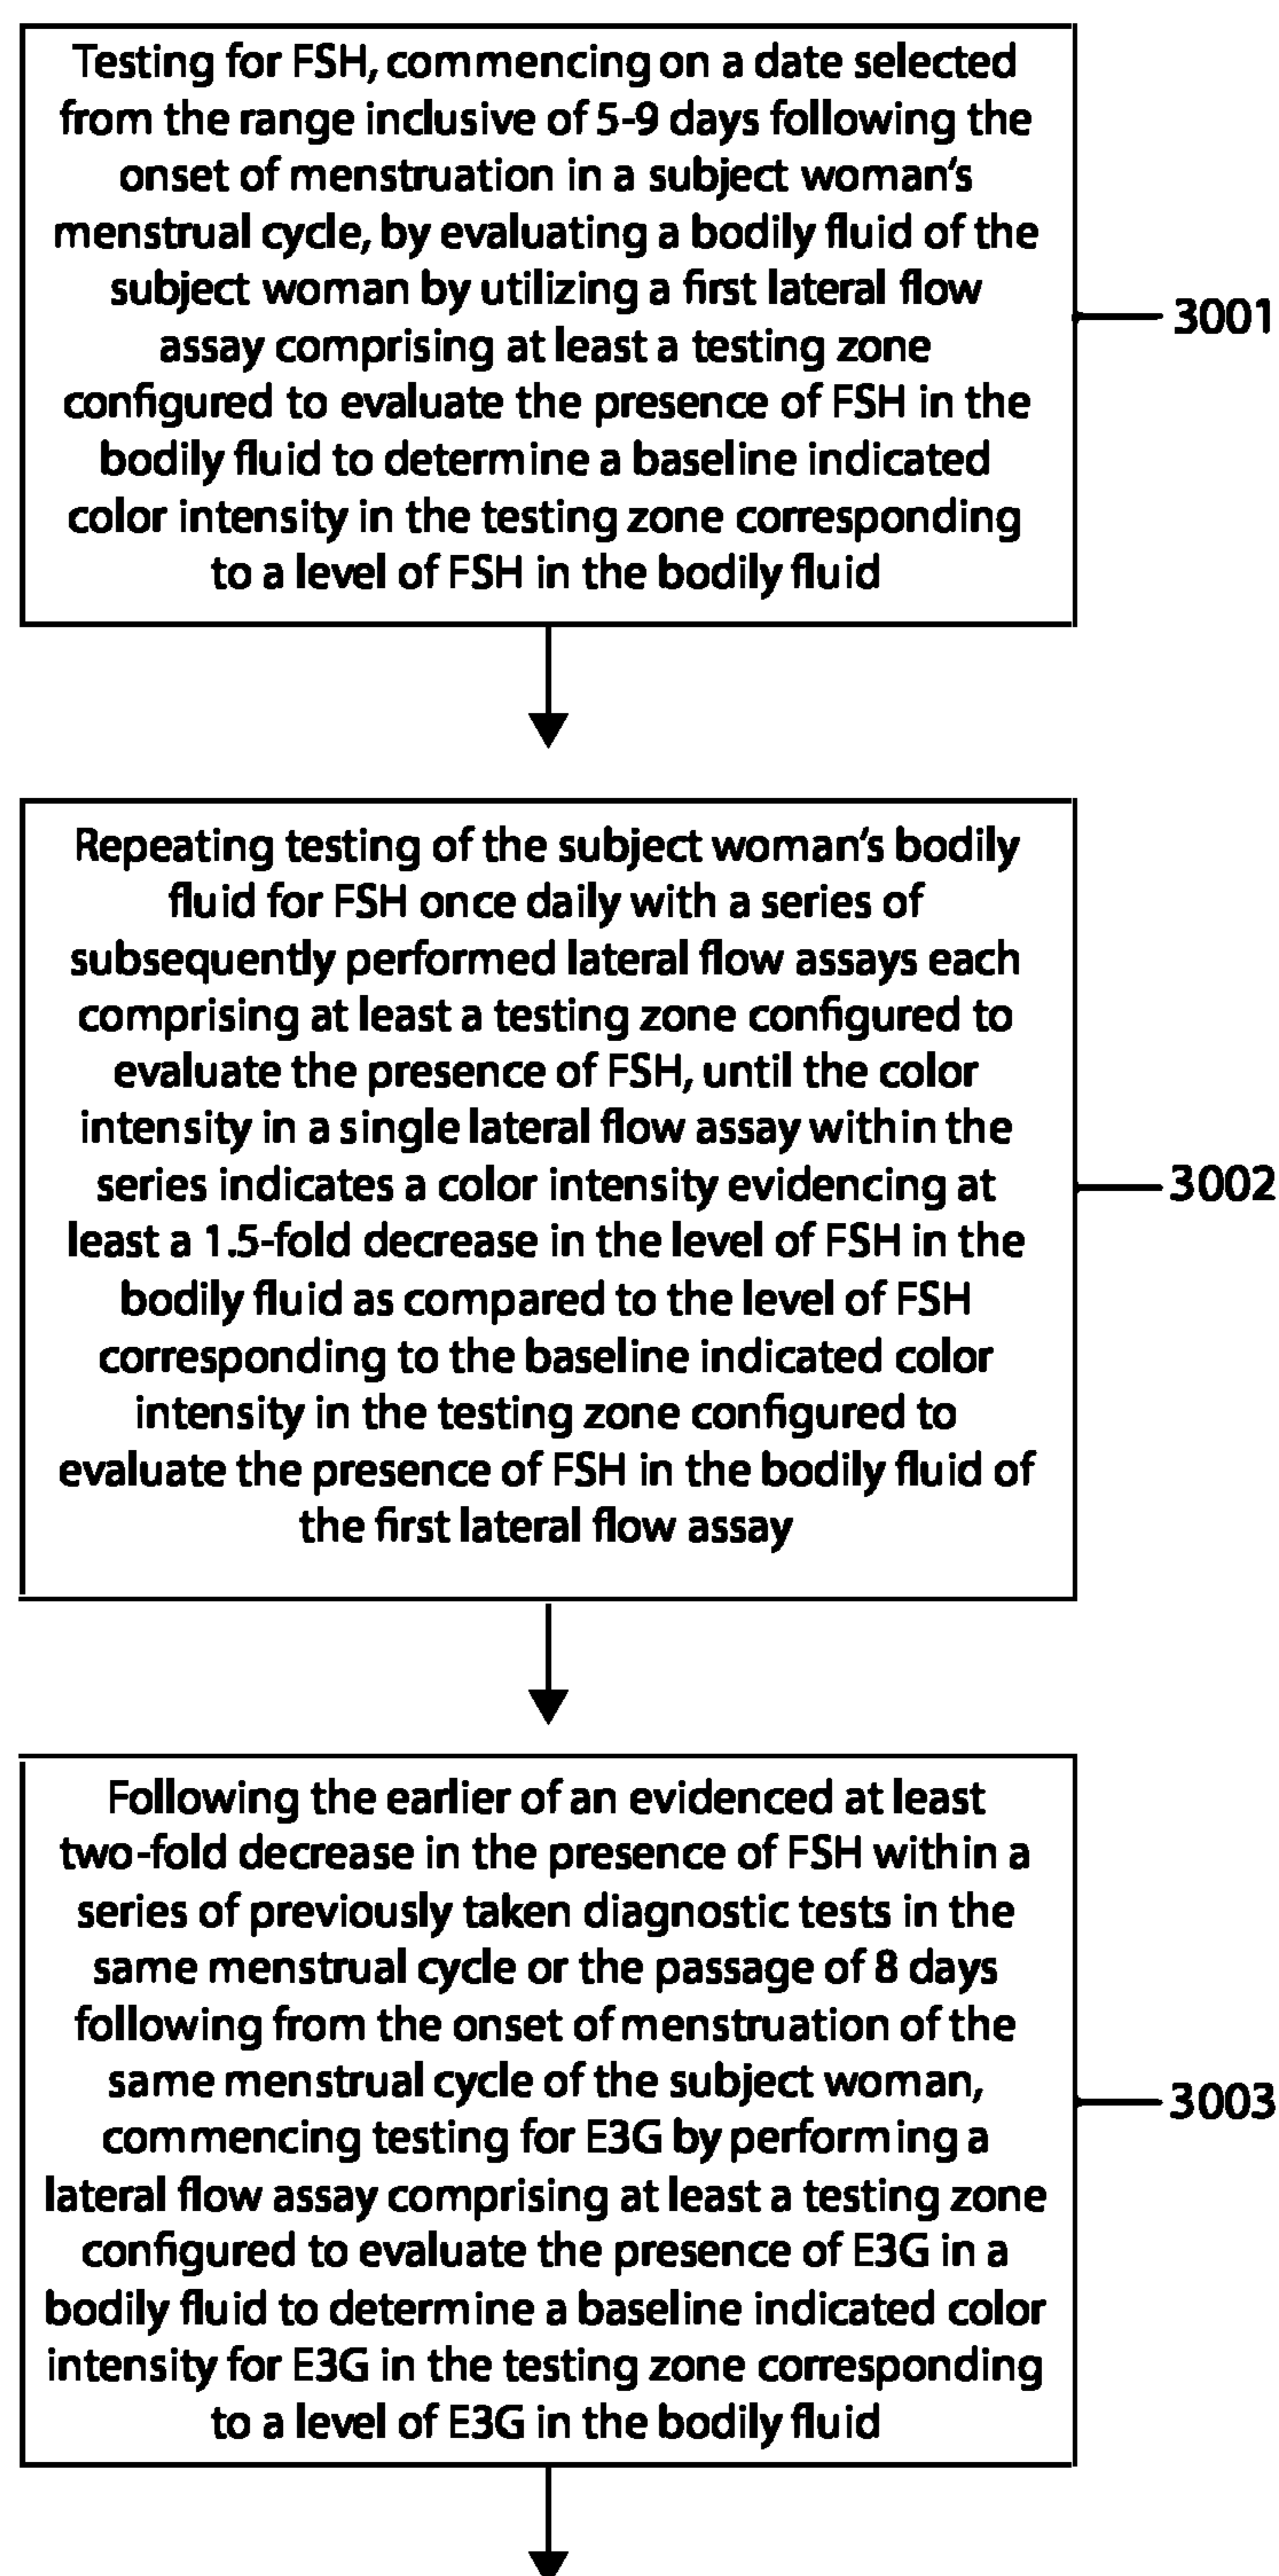 Testing for FSH, commencing on a date selected
from the range inclusive of 5-9 days following the
onset of menstruation in a subject woman's
menstrual cycle, by evaluating a bodily fluid of the
subject woman by utilizing a first lateral flow
assay comprising at least a testing zone
configured to evaluate the presence of FSH in the
bodily fluid to determine a baseline indicated
color intensity in the testing zone corresponding
to a level of FSH in the bodily fluid
3001
Repeating testing of the subject woman's bodily
fluid for FSH once daily with a series of
subsequently performed lateral flow assays each
comprising at least a testing zone configured to
evaluate the presence of FSH, until the color
intensity in a single lateral flow assay within the
series indicates a color intensity evidencing at
least a 1.5-fold decrease in the level of FSH in the
bodily fluid as compared to the level of FSH
corresponding to the baseline indicated color
intensity in the testing zone configured to
evaluate the presence of FSH in the bodily fluid of
the first lateral flow assay
3002
Following the earlier of an evidenced at least
two-fold decrease in the presence of FSH within a
series of previously taken diagnostic tests in the
same menstrual cycle or the passage of 8 days
following from the onset of menstruation of the
same menstrual cycle of the subject woman,
commencing testing for E3G by performing a
lateral flow assay comprising at least a testing zone
configured to evaluate the presence of E3G in a
bodily fluid to determine a baseline indicated color
intensity for E3G in the testing zone corresponding
to a level of E3G in the bodily fluid
3003